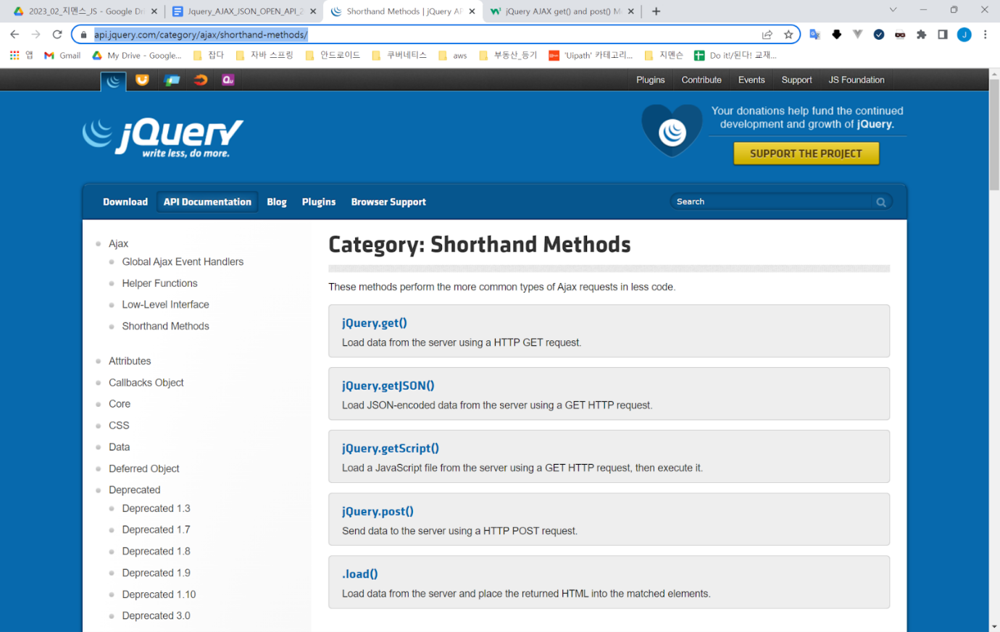 2023_02_지멘스_JS - Google Dri
Jquery_AJAX_JSON_OPEN_API_2
Shorthand Methods | jQuery AP
jQuery AJAX get() and post() M
api.jquery.com/category/ajax/shorthand-methods/
J
앱
Gmail
My Drive - Google...
잡다
자바 스프링
안드로이드
쿠버네티스
aws
부동산_등기
'Uipath' 카테고리...
지멘슨
Do it!/된다! 교재...
Plugins
Contribute
Events
Support
JS Foundation
jQuery
write less, do more.
Your donations help fund the continued
development and growth of jQuery.
SUPPORT THE PROJECT
Download
API Documentation
Blog
Plugins
Browser Support
Search
Ajax
Global Ajax Event Handlers
Helper Functions
Low-Level Interface
Shorthand Methods
Attributes
Callbacks Object
Core
CSS
Data
Deferred Object
Deprecated
Deprecated 1.3
Deprecated 1.7
Deprecated 1.8
Deprecated 1.9
Deprecated 1.10
Deprecated 3.0
Category: Shorthand Methods
These methods perform the more common types of Ajax requests in less code.
jQuery.get()
Load data from the server using a HTTP GET request.
jQuery.getJSON()
Load JSON-encoded data from the server using a GET HTTP request.
jQuery.getScript()
Load a JavaScript file from the server using a GET HTTP request, then execute it.
jQuery.post()
Send data to the server using a HTTP POST request.
.load()
Load data from the server and place the returned HTML into the matched elements.